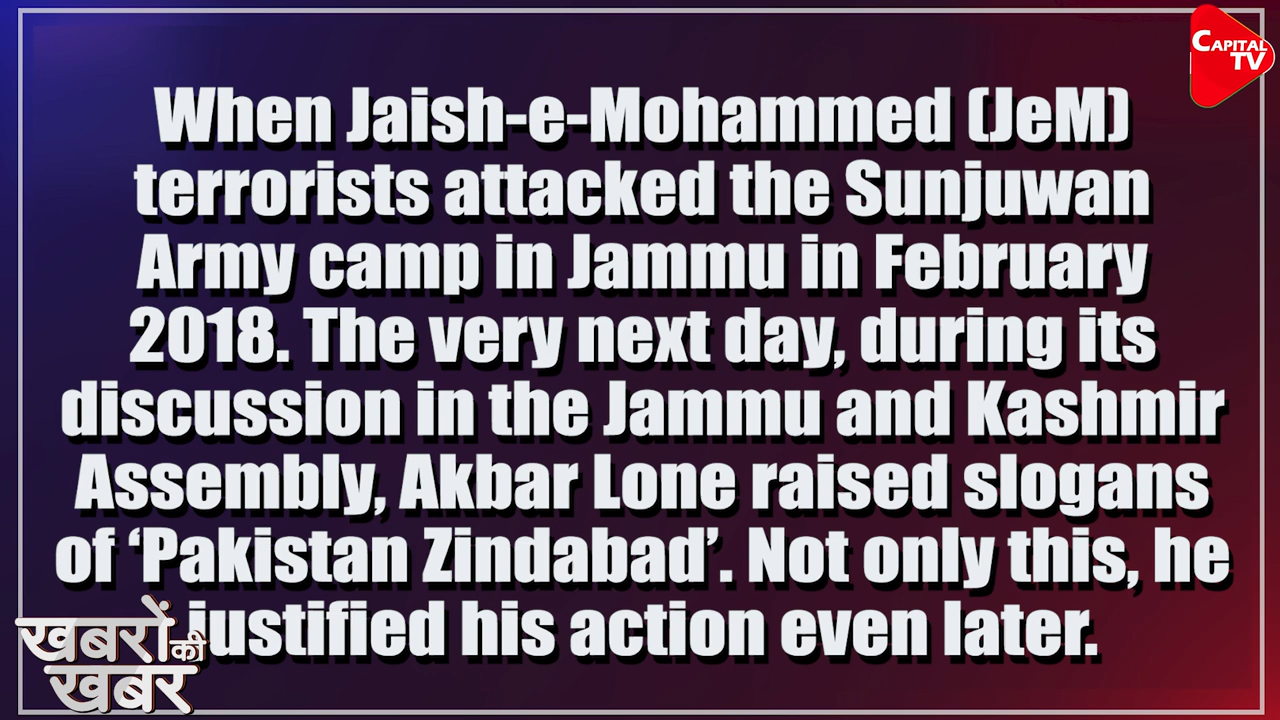 CAPITAL
TV
When Jaish-e-Mohammed (JeM)
terrorists attacked the Sunjuwan
Army camp in Jammu in February
2018. The very next day, during its
discussion in the Jammu and Kashmir
Assembly, Akbar Lone raised slogans
of ‘Pakistan Zindabad’. Not only this, he
justified his action even later.
खबरों की
खबर